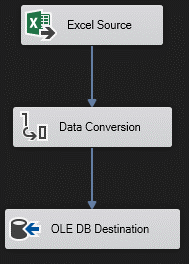 Excel Source
Data Conversion
OLE DB Destination